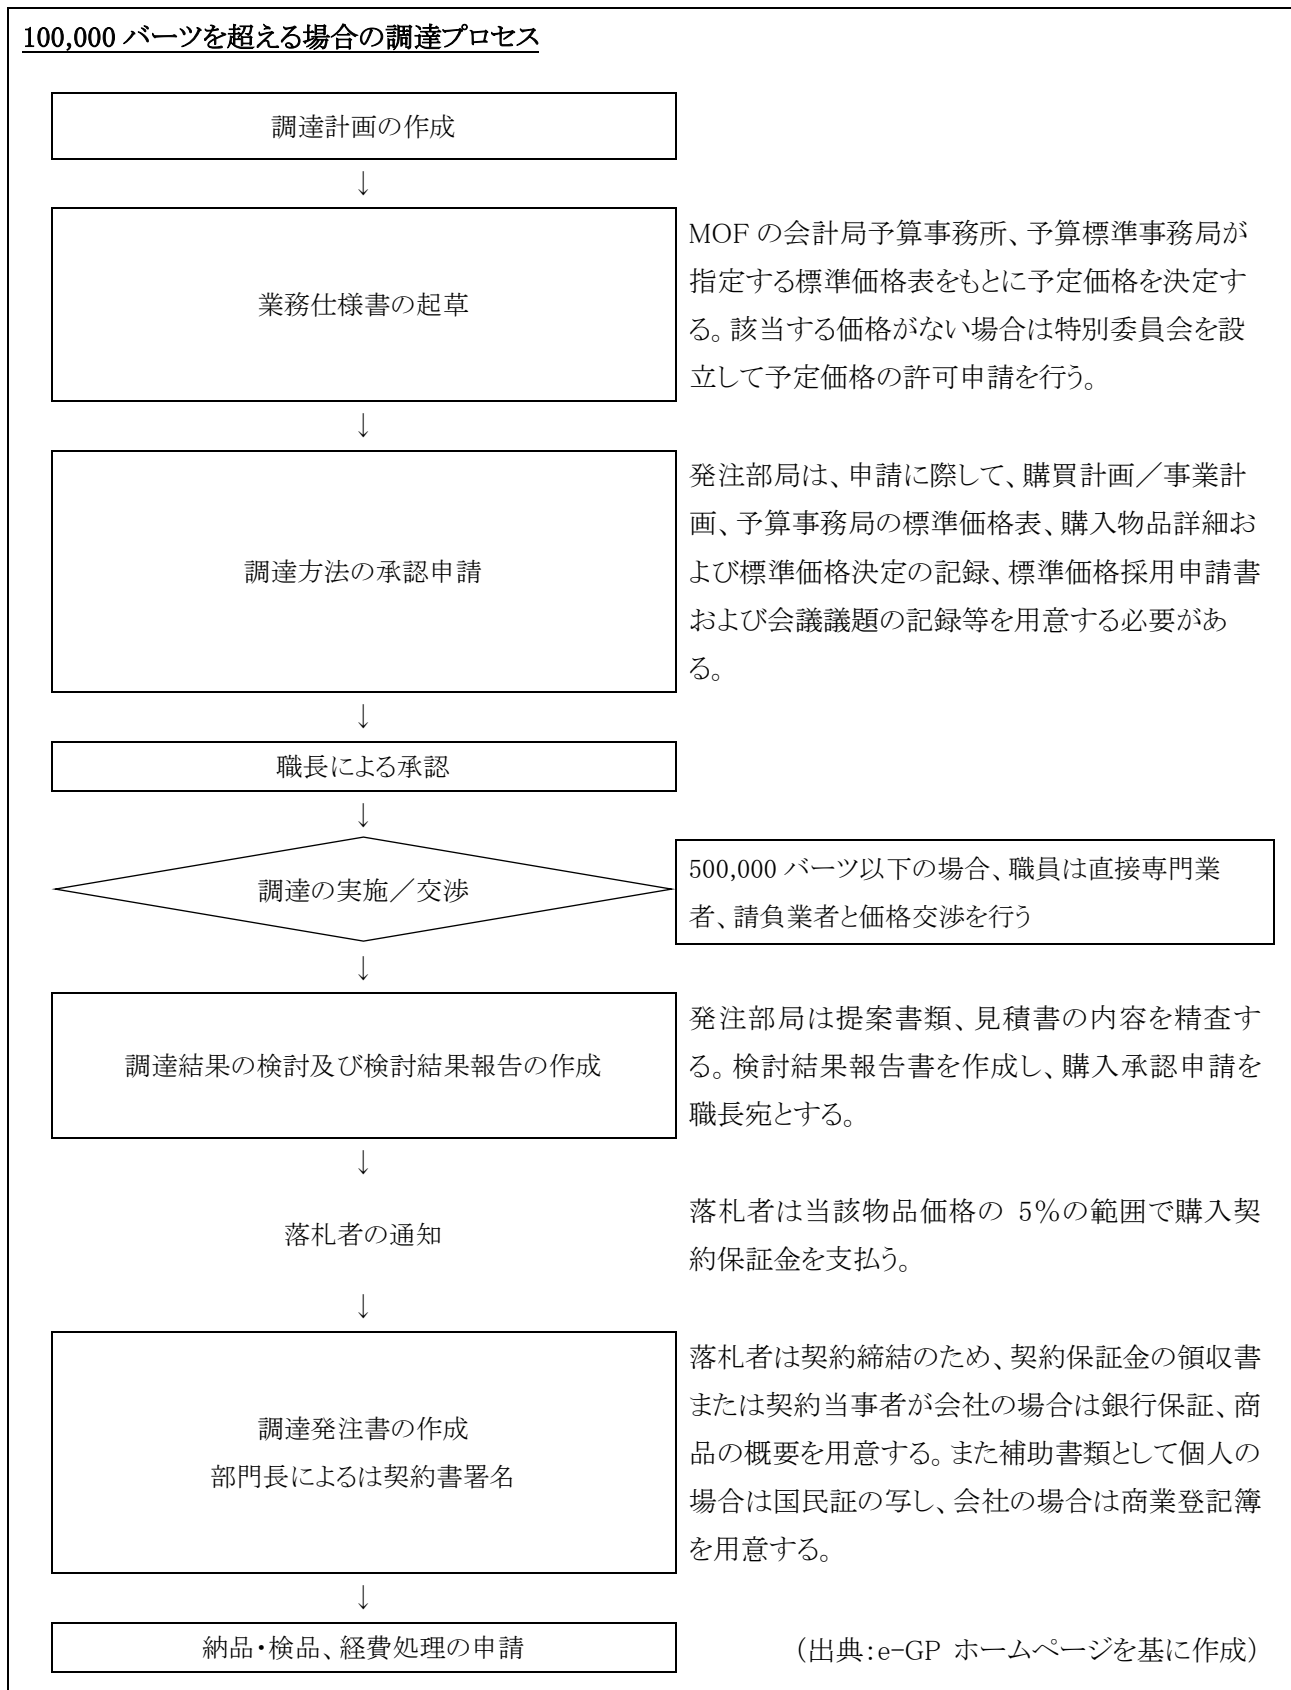 100,000 バーツを超える場合の調達プロセス
調達計画の作成
↓
業務仕様書の起草
MOF の会計局予算事務所、予算標準事務局が
指定する標準価格表をもとに予定価格を決定す
る。該当する価格がない場合は特別委員会を設
立して予定価格の許可申請を行う。
↓
調達方法の承認申請
発注部局は、申請に際して、購買計画／事業計
画、予算事務局の標準価格表、購入物品詳細お
よび標準価格決定の記録、標準価格採用申請書
および会議議題の記録等を用意する必要があ
る。
↓
職長による承認
↓
調達の実施／交渉
500,000 バーツ以下の場合、職員は直接専門業
者、請負業者と価格交渉を行う
↓
調達結果の検討及び検討結果報告の作成
発注部局は提案書類、見積書の内容を精査す
る。検討結果報告書を作成し、購入承認申請を
職長宛とする。
↓
落札者の通知
落札者は当該物品価格の 5%の範囲で購入契
約保証金を支払う。
↓
調達発注書の作成
部門長によるは契約書署名
落札者は契約締結のため、契約保証金の領収書
または契約当事者が会社の場合は銀行保証、商
品の概要を用意する。また補助書類として個人の
場合は国民証の写し、会社の場合は商業登記簿
を用意する。
↓
納品・検品、経費処理の申請
（出典：e-GP ホームページを基に作成）